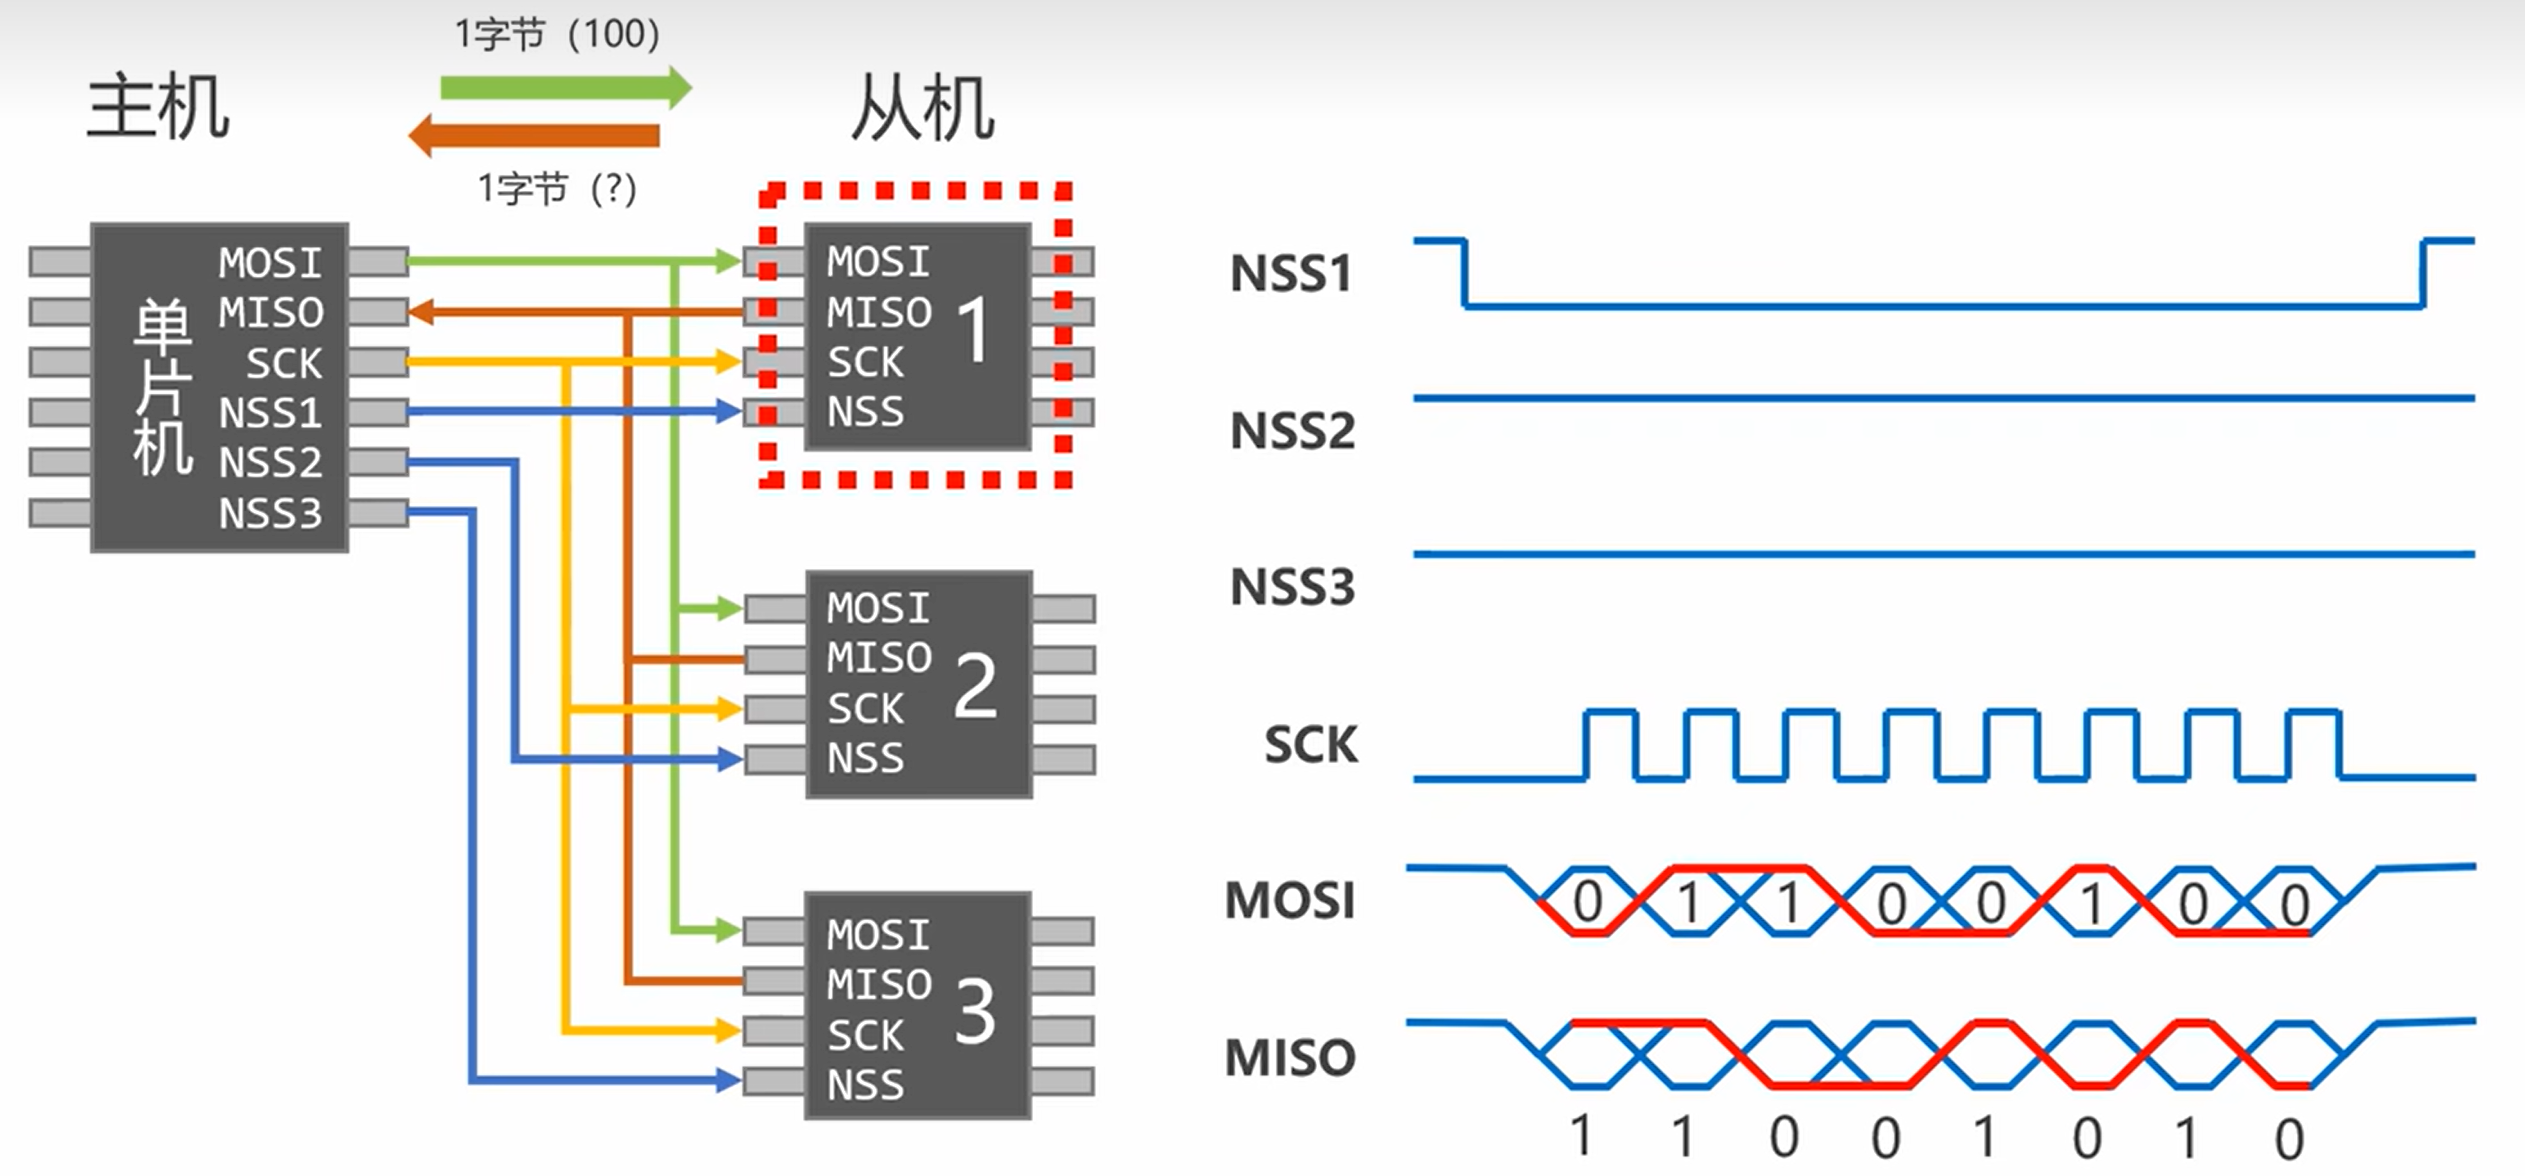 1字节（100）
主机
从机
1字节（?）
单片机
MOSI
MISO
SCK
NSS1
NSS2
NSS3
MOSI
MISO
SCK
NSS
1
MOSI
MISO
SCK
NSS
2
MOSI
MISO
SCK
NSS
3
NSS1
NSS2
NSS3
SCK
MOSI
0 1 1 0 0 1 0 0
MISO
1 1 0 0 1 0 1 0